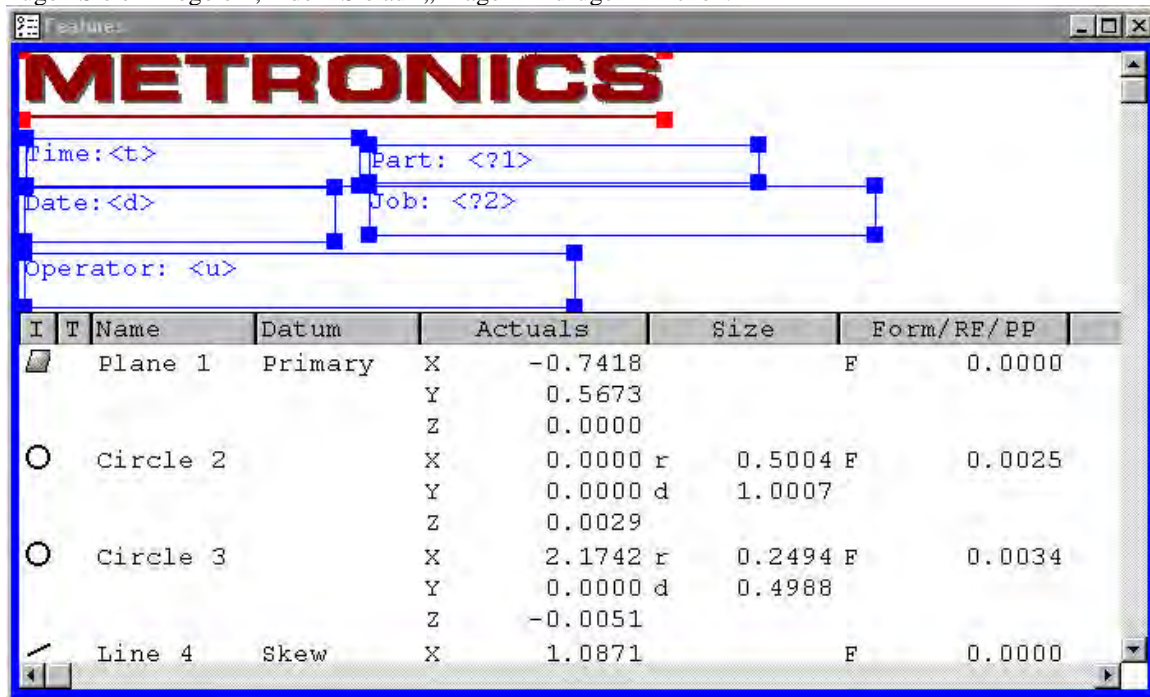 Features
METRONICS
Time:<t> Part: <?1>
Date:<d> Job: <?2>
Operator: <u>
I T Name Datum Actuals Size Form/RF/PP
Plane 1 Primary X -0.7418 F 0.0000
Y 0.5673
Z 0.0000
Circle 2 X 0.0000 r 0.5004 F 0.0025
Y 0.0000 d 1.0007
Z 0.0029
Circle 3 X 2.1742 r 0.2494 F 0.0034
Y 0.0000 d 0.4988
Z -0.0051
Line 4 Skew X 1.0871 F 0.0000